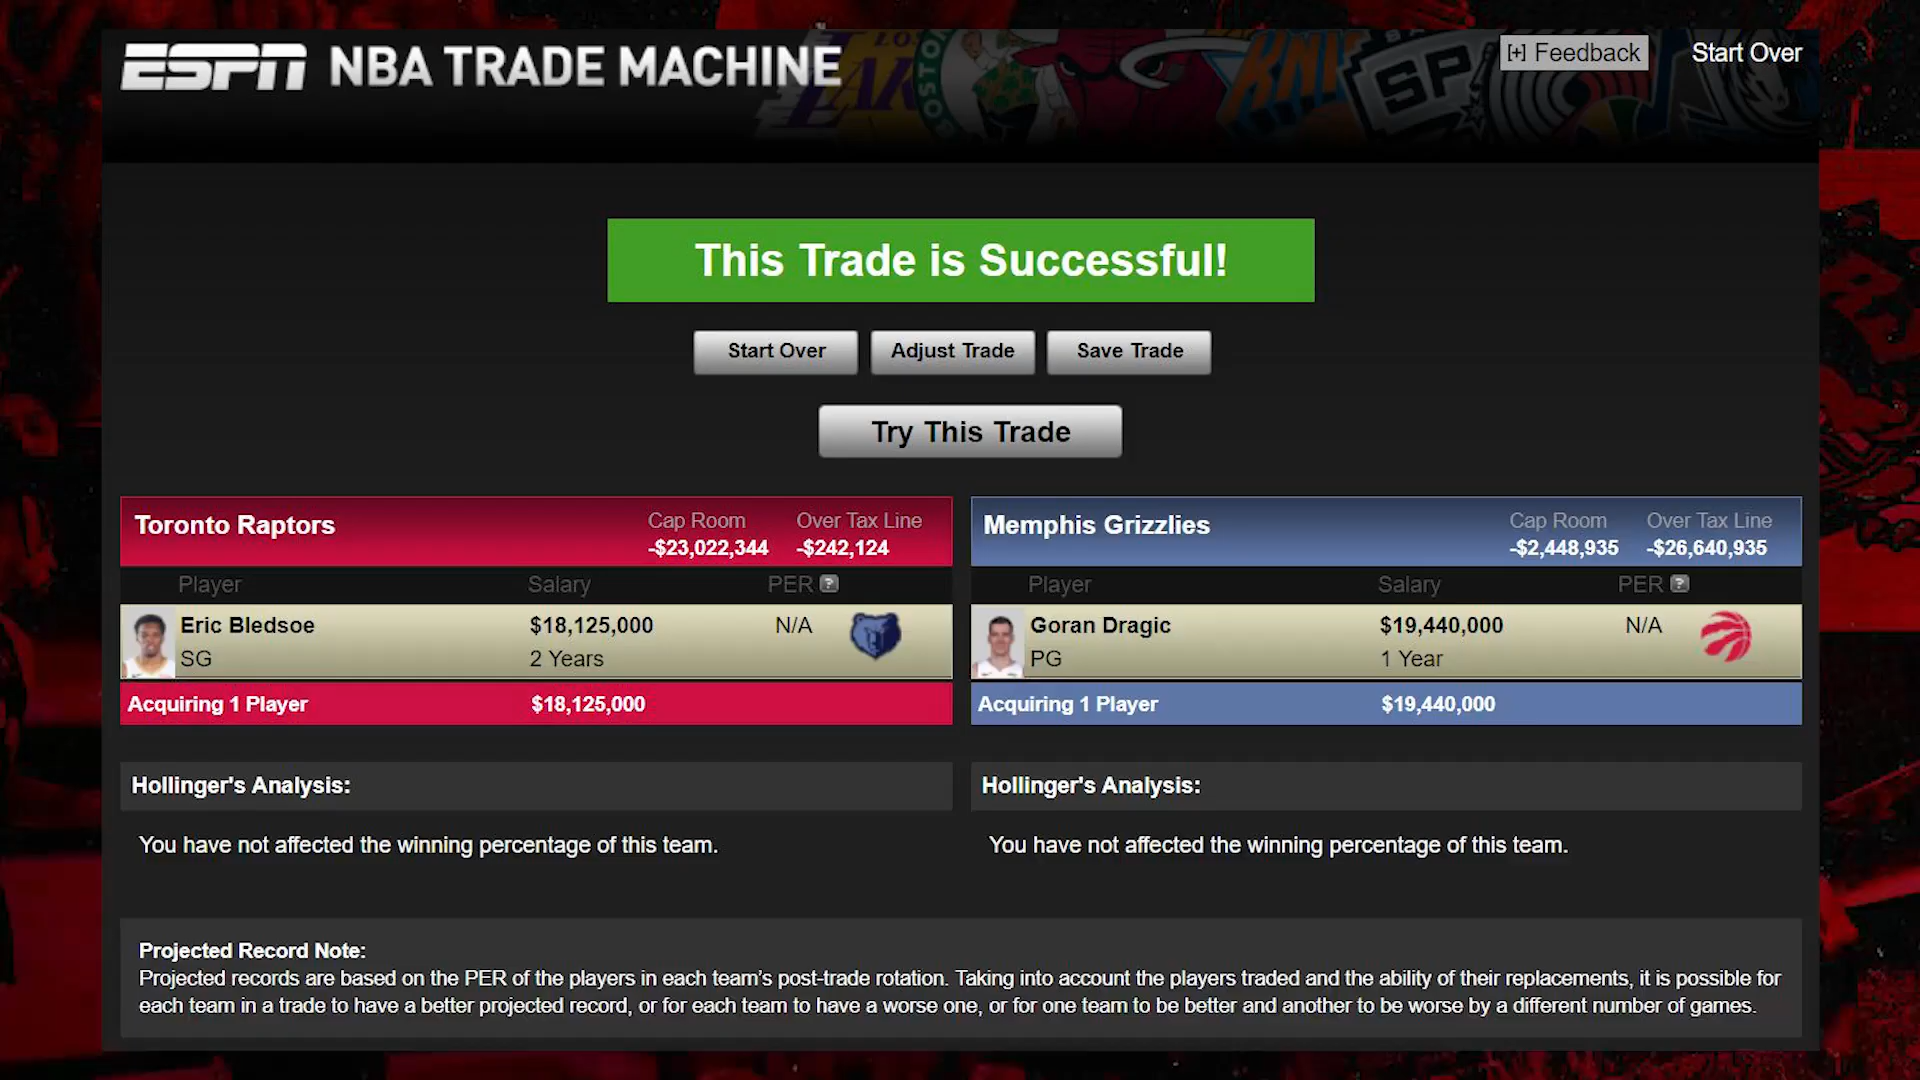 ESPN NBA TRADE MACHINE
[+] Feedback
Start Over
This Trade is Successful!
Start Over
Adjust Trade
Save Trade
Try This Trade
Toronto Raptors
Cap Room
-$23,022,344
Over Tax Line
-$242,124
Player Salary PER ?
Eric Bledsoe $18,125,000 N/A
SG 2 Years
Acquiring 1 Player $18,125,000
Hollinger's Analysis:
You have not affected the winning percentage of this team.
Memphis Grizzlies
Cap Room
-$2,448,935
Over Tax Line
-$26,640,935
Player Salary PER ?
Goran Dragic $19,440,000 N/A
PG 1 Year
Acquiring 1 Player $19,440,000
Hollinger's Analysis:
You have not affected the winning percentage of this team.
Projected Record Note:
Projected records are based on the PER of the players in each team's post-trade rotation. Taking into account the players traded and the ability of their replacements, it is possible for
each team in a trade to have a better projected record, or for each team to have a worse one, or for one team to be better and another to be worse by a different number of games.